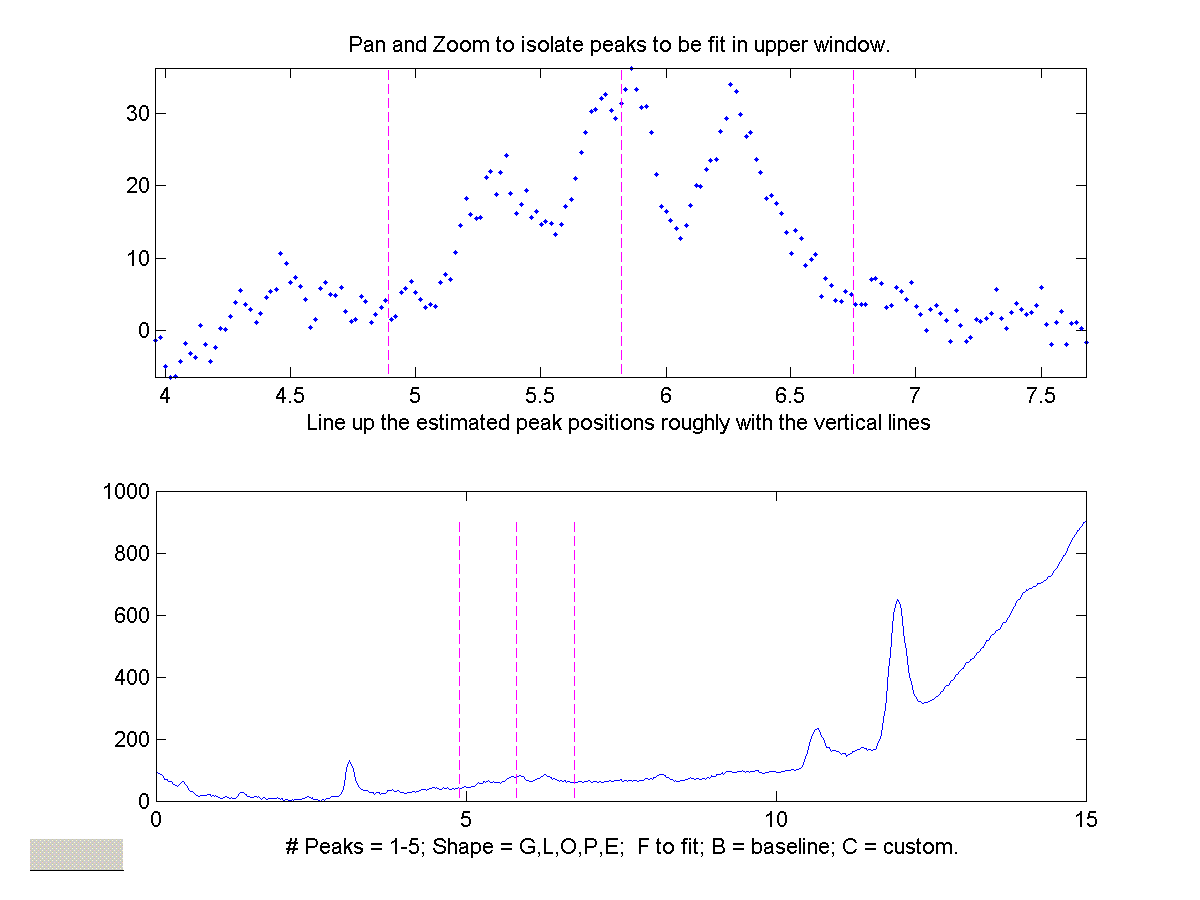 Pan and Zoom to isolate peaks to be fit in upper window.
30
20
10
0
4 4.5 5 5.5 6 6.5 7 7.5
Line up the estimated peak positions roughly with the vertical lines
1000
800
600
400
200
0
0 5 10 15
# Peaks = 1-5; Shape = G,L,O,P,E;  F to fit; B = baseline; C = custom.